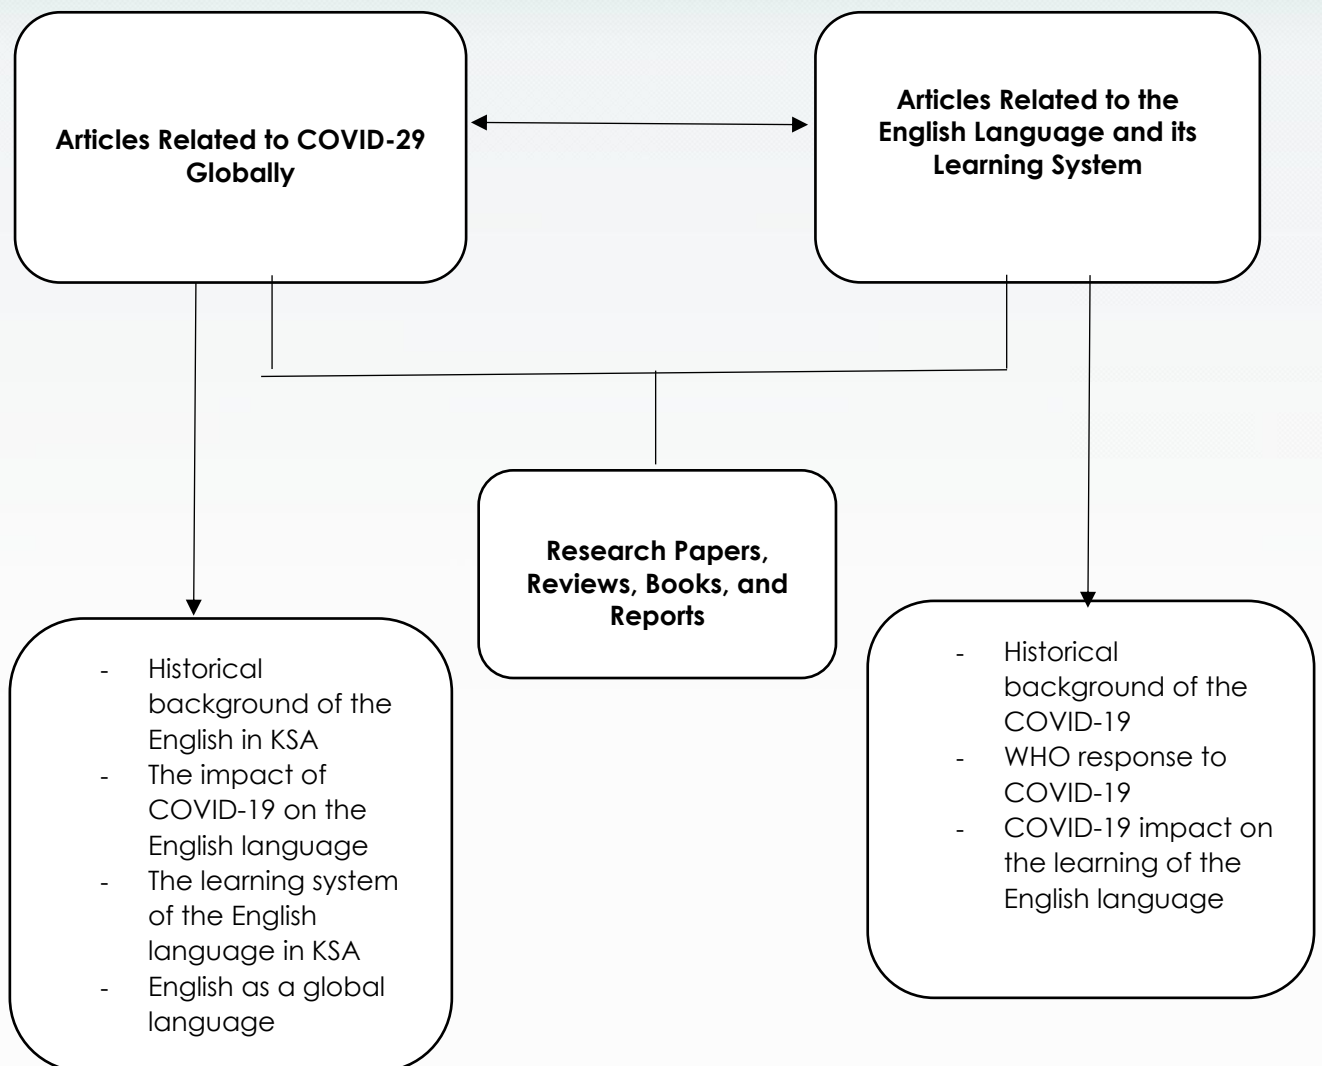 Articles Related to COVID-29
Globally
Articles Related to the
English Language and its
Learning System
Research Papers,
Reviews, Books, and
Reports
- Historical
background of the
English in KSA
- The impact of
COVID-19 on the
English language
- The learning system
of the English
language in KSA
- English as a global
language
- Historical
background of the
COVID-19
- WHO response to
COVID-19
- COVID-19 impact on
the learning of the
English language